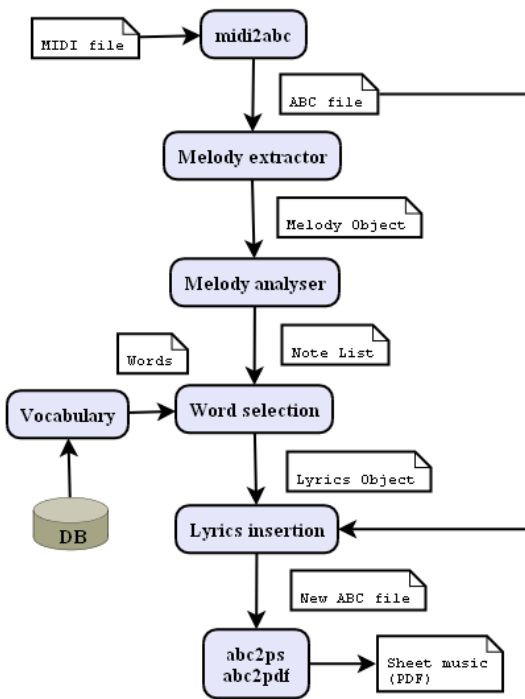 midi2abc
MIDI file
ABC file
Melody extractor
Melody Object
Melody analyser
Words
Note List
Vocabulary
Word selection
Lyrics Object
DB
Lyrics insertion
New ABC file
abc2ps
abc2pdf
Sheet music
(PDF)